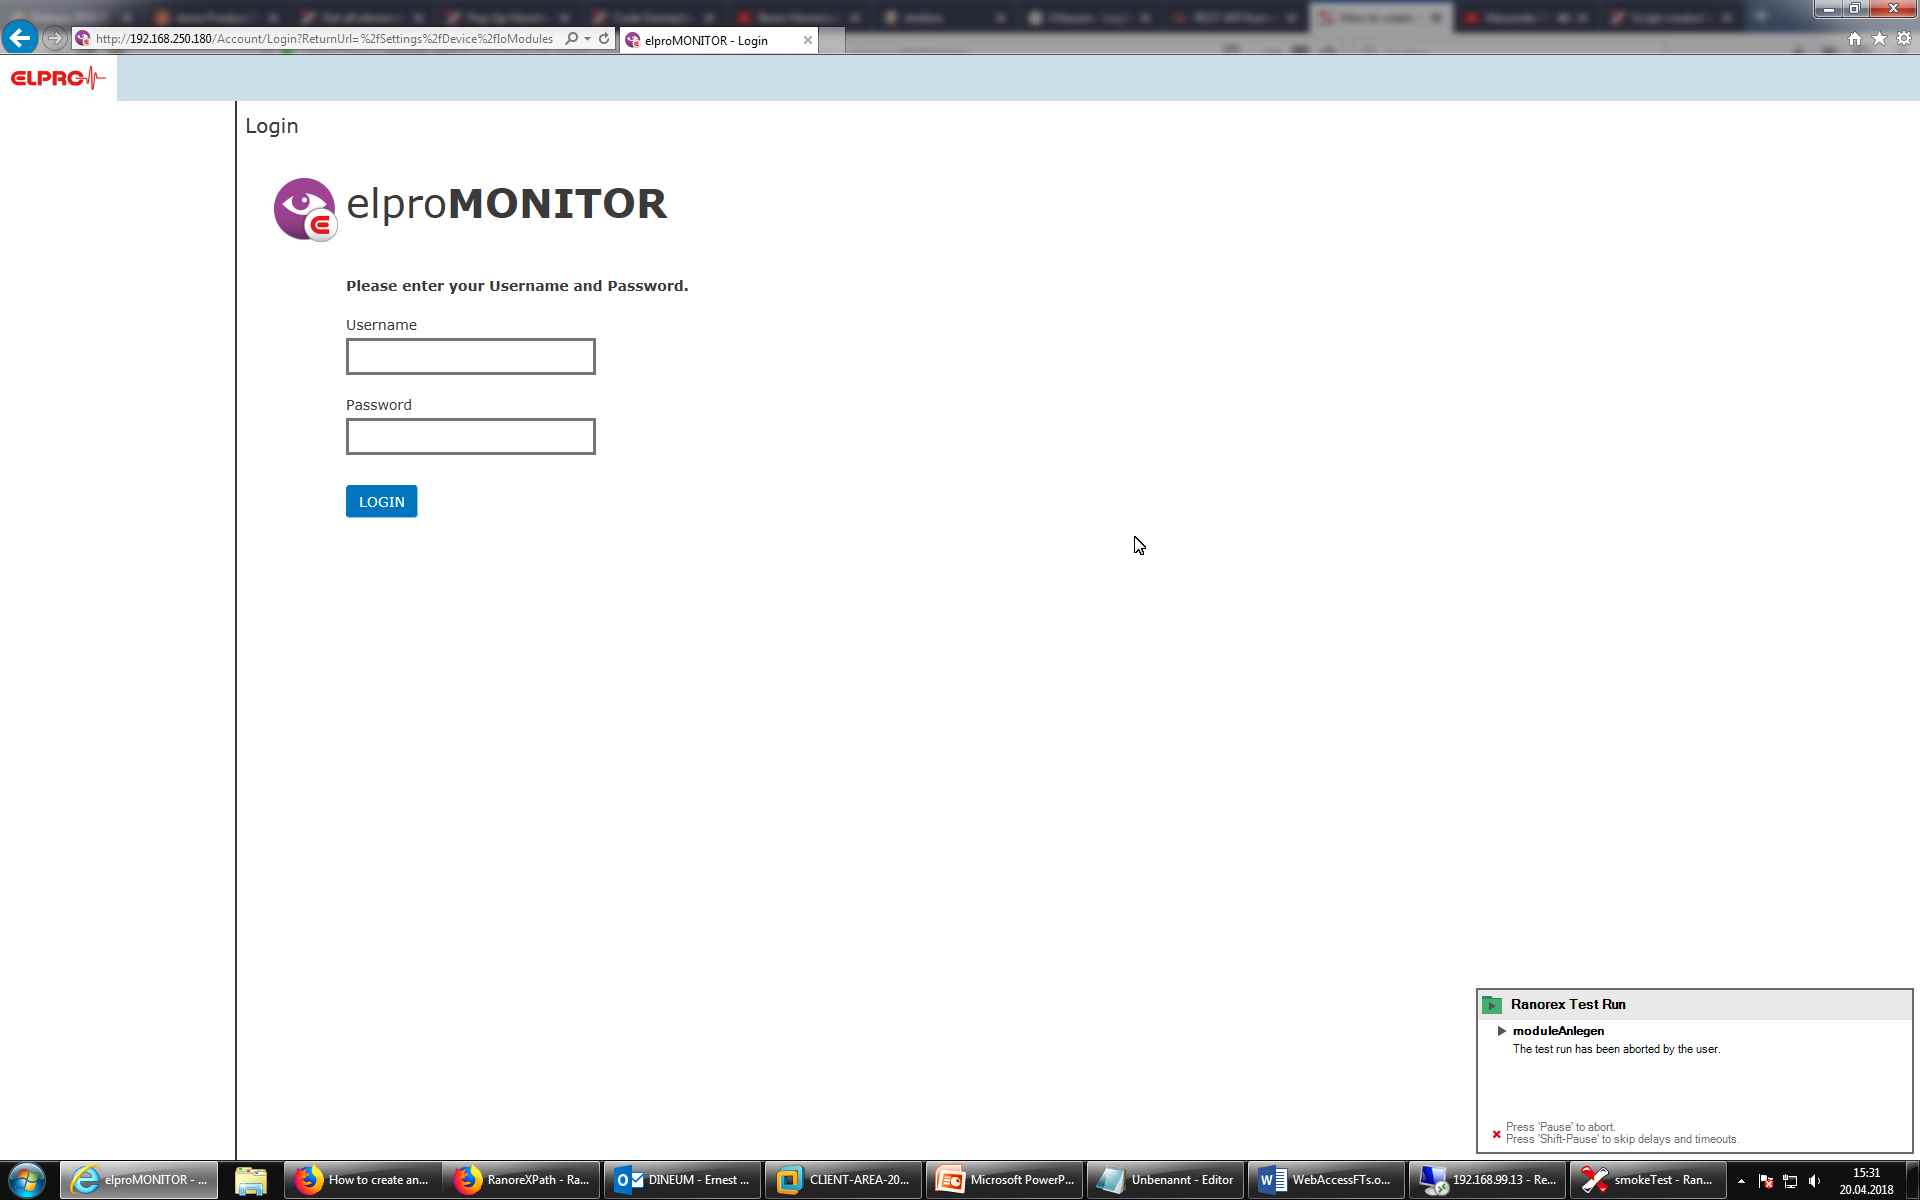 http://192.168.250.180/Account/Login?ReturnUrl=%2fSettings%2fDevice%2fIoModules
elproMONITOR - Login
ELPRO
Login
elproMONITOR
Please enter your Username and Password.
Username
Password
LOGIN
Ranorex Test Run
moduleAnlegen
The test run has been aborted by the user.
Press 'Pause' to abort.
Press 'Shift-Pause' to skip delays and timeouts.
elproMONITOR - ...
How to create an...
RanoreXPath - Ra...
DINEUM - Ernest ...
CLIENT-AREA-20...
Microsoft PowerP...
Unbenannt - Editor
WebAccessFTs.o...
192.168.99.13 - Re...
smokeTest - Ran...
15:31
20.04.2018